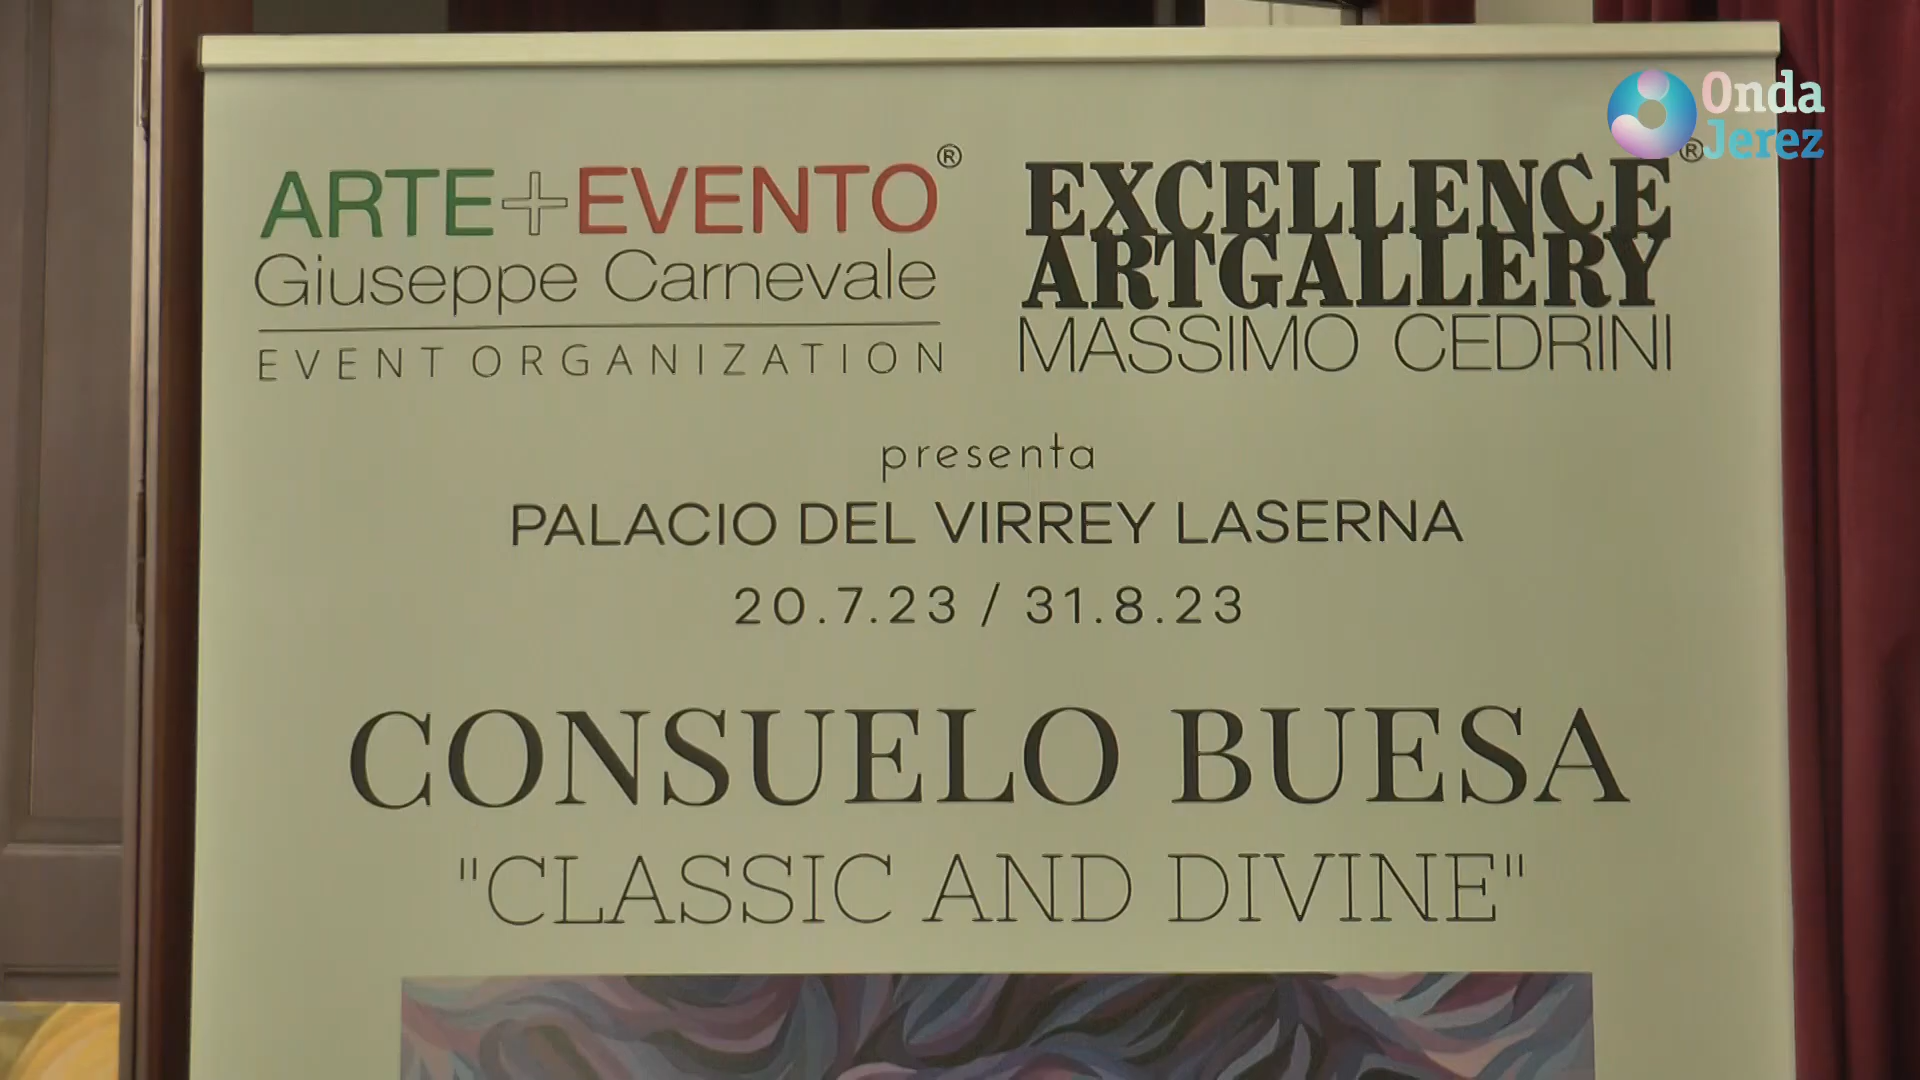 ARTE+EVENTO®
Giuseppe Carnevale
EVENT ORGANIZATION
EXCELLENCE®
ARTGALLERY
MASSIMO CEDRINI
Onda
Jerez
presenta
PALACIO DEL VIRREY LASERNA
20.7.23 / 31.8.23
CONSUELO BUESA
"CLASSIC AND DIVINE"